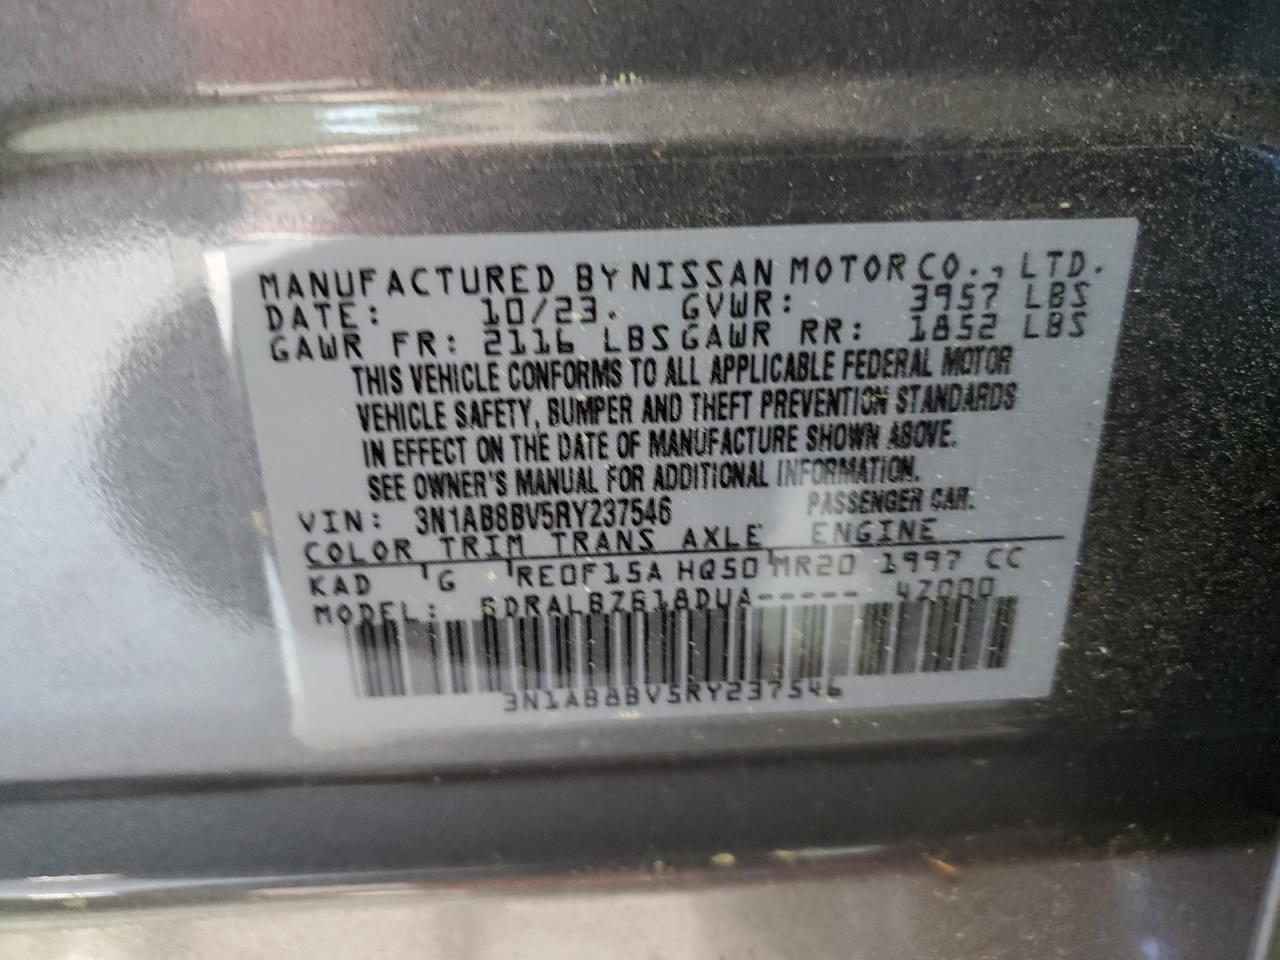 MANUFACTURED BY NISSAN MOTOR CO., LTD.
DATE: 10/23. GVWR: 3957 LBS
GAWR FR: 2116 LBS GAWR RR: 1852 LBS
THIS VEHICLE CONFORMS TO ALL APPLICABLE FEDERAL MOTOR
VEHICLE SAFETY, BUMPER AND THEFT PREVENTION STANDARDS
IN EFFECT ON THE DATE OF MANUFACTURE SHOWN ABOVE.
SEE OWNER'S MANUAL FOR ADDITIONAL INFORMATION.
VIN: 3N1AB8BV5RY237546 PASSENGER CAR.
COLOR TRIM TRANS AXLE ENGINE
KAD G RE0F15A HQ50 MR20 1997 CC
MODEL: 47000
3N1AB8BV5RY237546